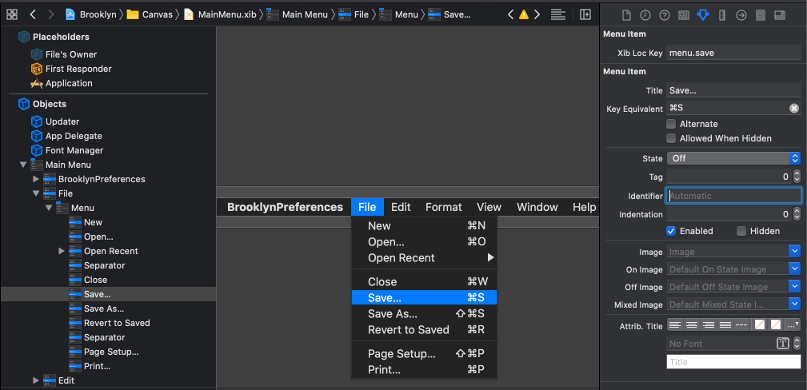 Brooklyn Canvas MainMenu.xib Main Menu File Menu Save...
Placeholders
File's Owner
First Responder
Application
Objects
Updater
App Delegate
Font Manager
Main Menu
BrooklynPreferences
File
Menu
New
Open...
Open Recent
Separator
Close
Save...
Save As...
Revert to Saved
Separator
Page Setup...
Print...
Edit
BrooklynPreferences File Edit Format View Window Help
New ⌘N
Open... ⌘O
Open Recent
Close ⌘W
Save... ⌘S
Save As... ⇧⌘S
Revert to Saved ⌘R
Page Setup... ⇧⌘P
Print... ⌘P
Menu Item
Xib Loc Key menu.save
Menu Item
Title Save...
Key Equivalent ⌘S
Alternate
Allowed When Hidden
State Off
Tag 0
Identifier Automatic
Indentation 0
Enabled Hidden
Image Image
On Image Default On State Image
Off Image Default Off State Image
Mixed Image Default Mixed State I...
Attrib. Title ---  ...
No Font T
Title